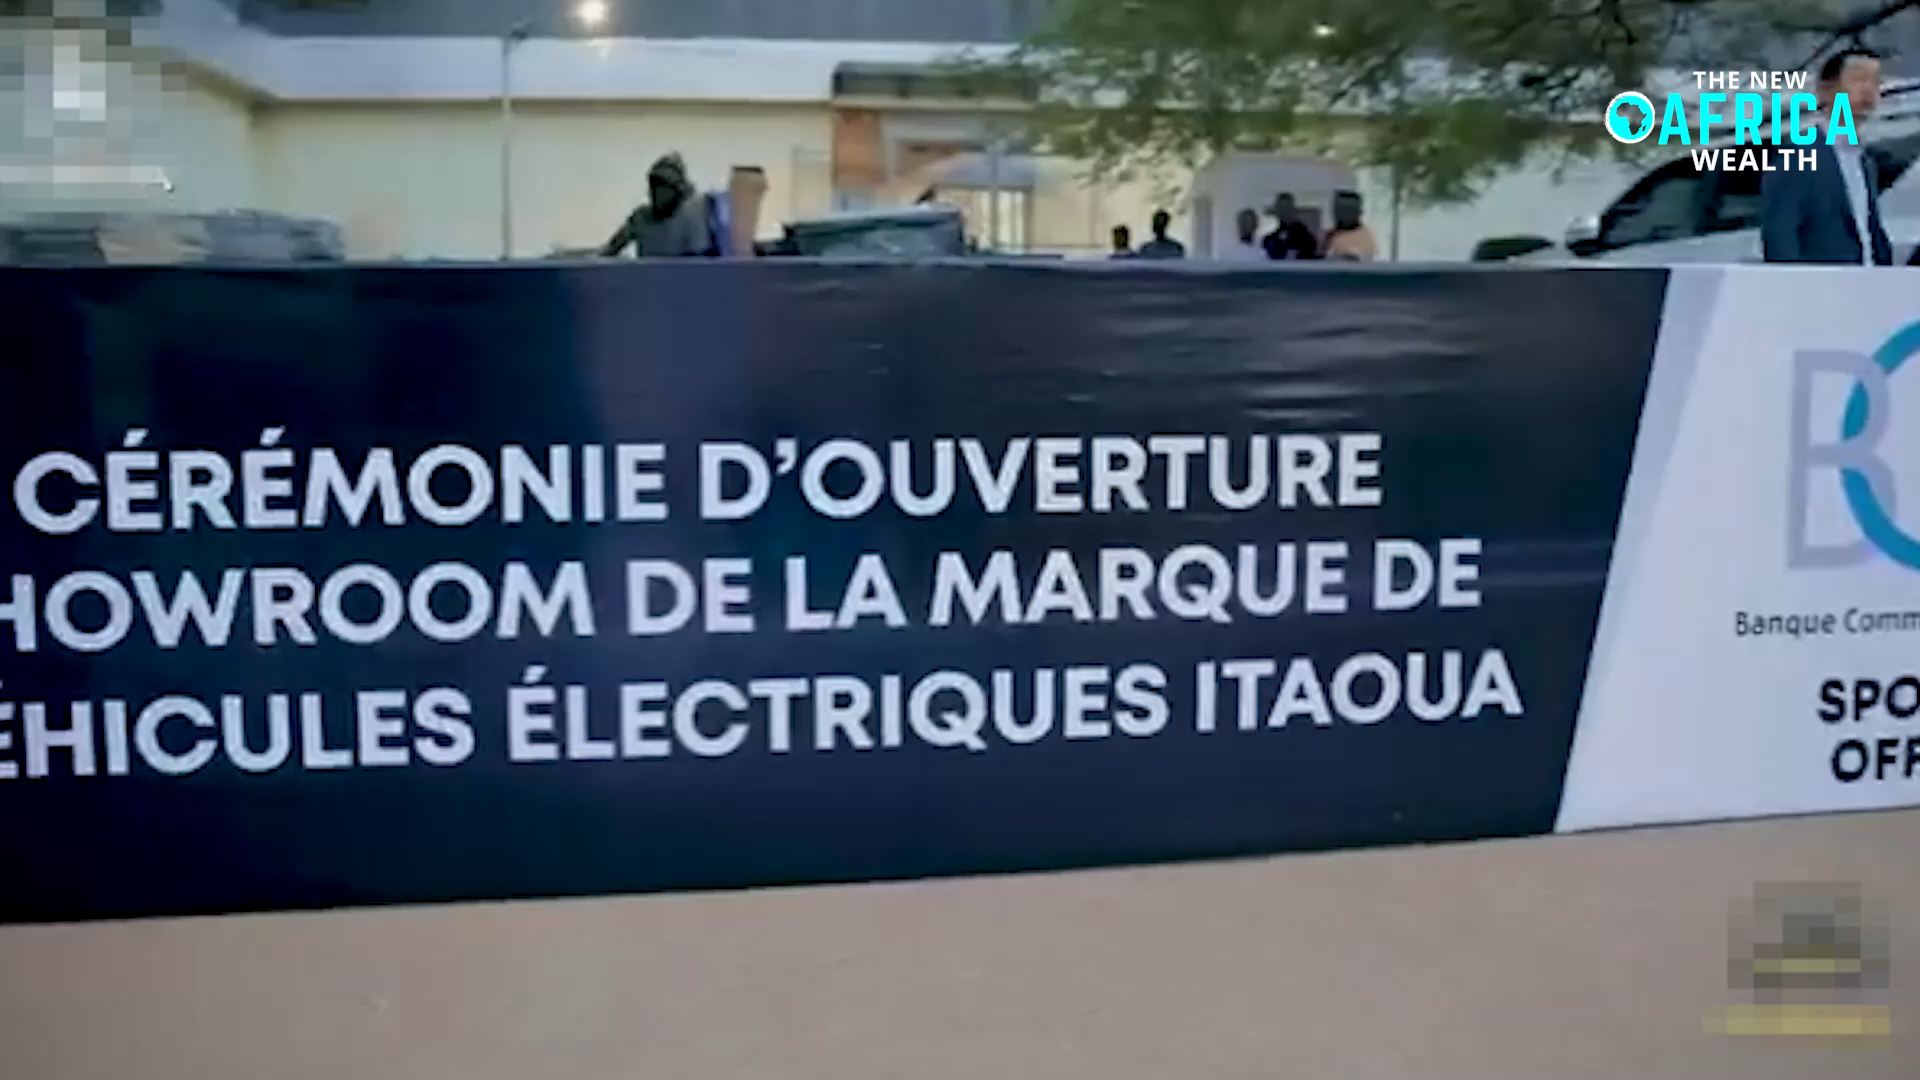 THE NEW
AFRICA
WEALTH
CÉRÉMONIE D'OUVERTURE
HOWROOM DE LA MARQUE DE
ÉHICULES ÉLECTRIQUES ITAOUA
B
Banque Comm
SPO
OFF